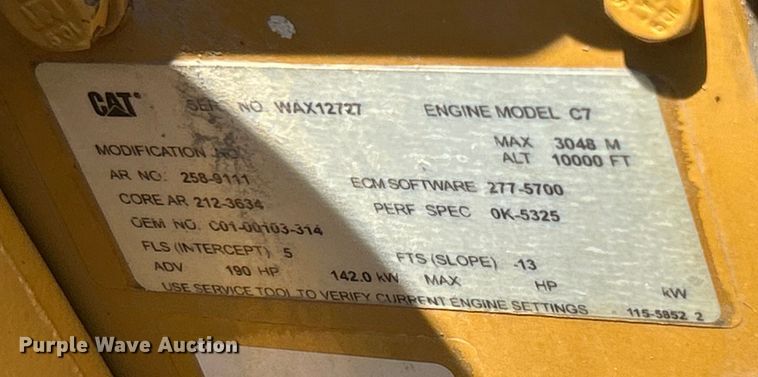 CAT SER. NO. WAX12727 ENGINE MODEL C7
MAX 3048 M
MODIFICATION NO. ALT 10000 FT
AR NO. 258-9111 ECM SOFTWARE 277-5700
CORE AR 212-3634 PERF SPEC 0K-5325
OEM NO. C01-00103-314
FLS (INTERCEPT) 5 FTS (SLOPE) -13
ADV 190 HP 142.0 kW MAX HP kW
USE SERVICE TOOL TO VERIFY CURRENT ENGINE SETTINGS 115-5852 2
Purple Wave Auction